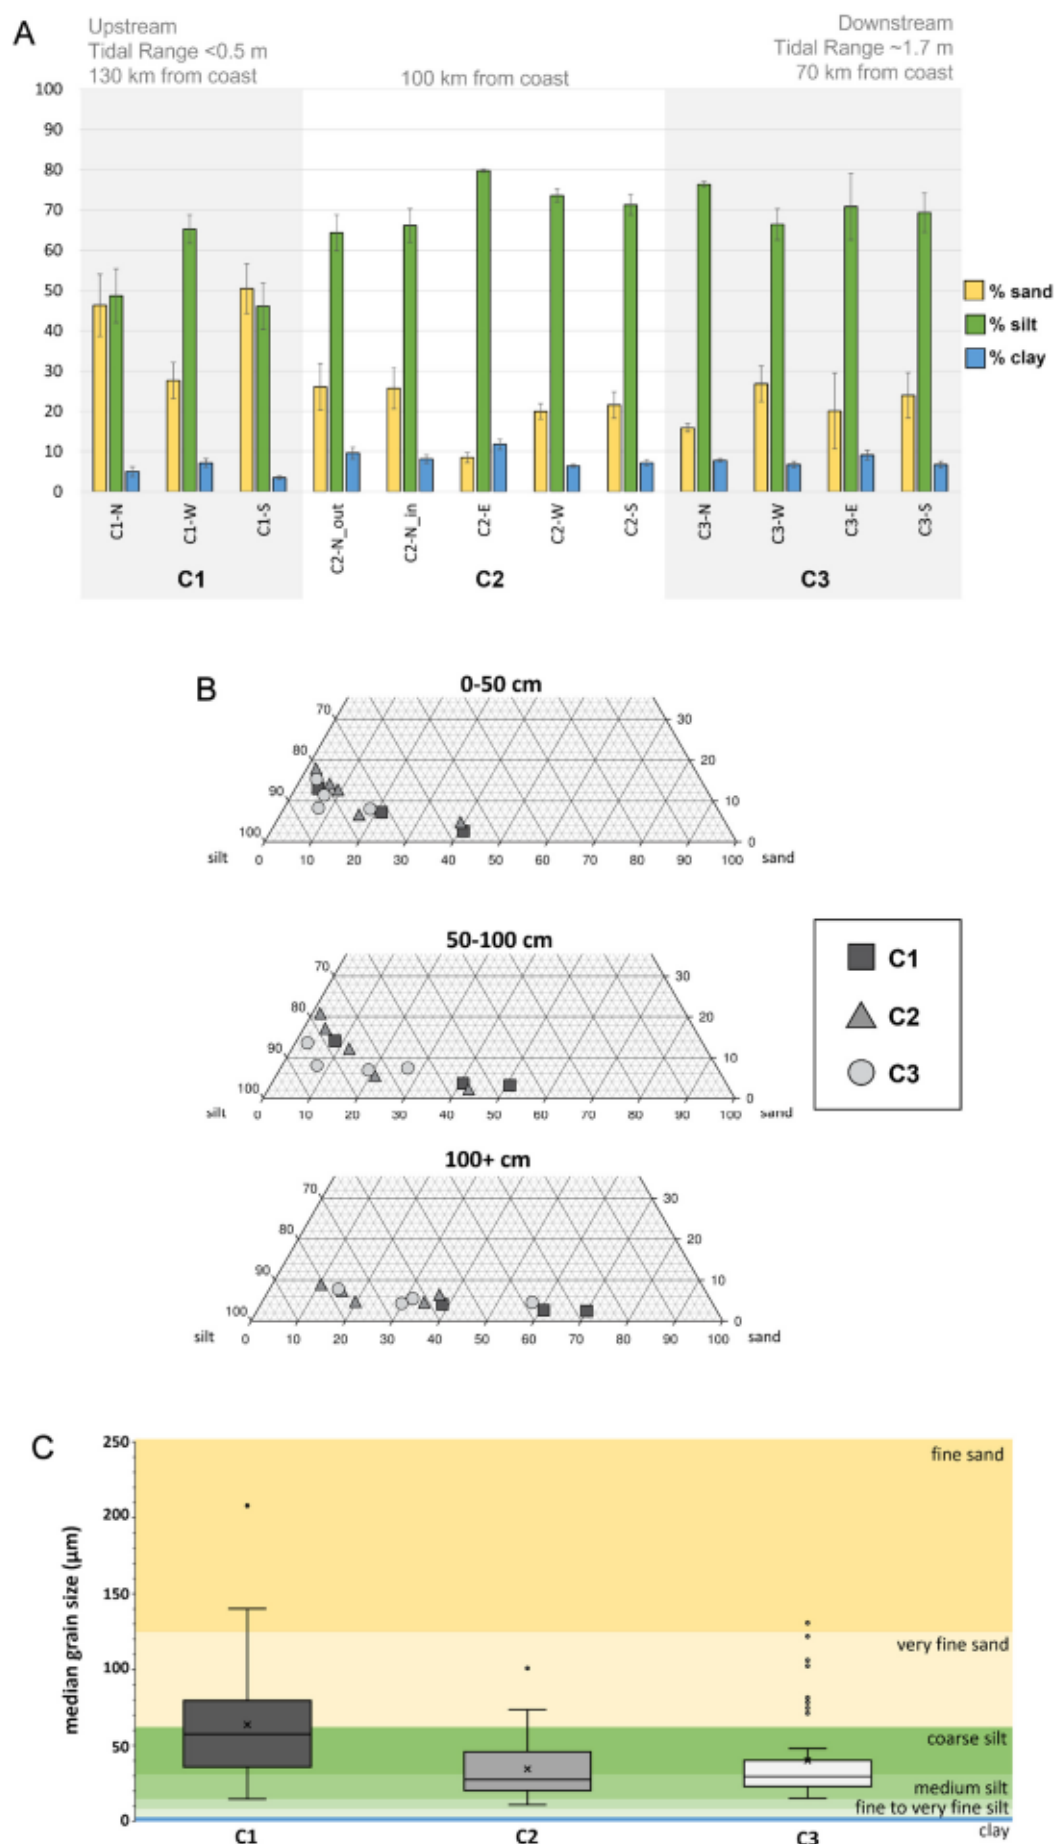 A
Upstream
Tidal Range <0.5 m
130 km from coast
100 km from coast
Downstream
Tidal Range ~1.7 m
70 km from coast
100
90
80
70
60
50
40
30
20
10
0
% sand
% silt
% clay
C1-N
C1-W
C1-S
C2-N_out
C2-N_in
C2-E
C2-W
C2-S
C3-N
C3-W
C3-E
C3-S
C1
C2
C3
B
0-50 cm
70
80
90
100
30
20
10
0
silt
0 10 20 30 40 50 60 70 80 90 100
sand
50-100 cm
70
80
90
100
30
20
10
0
silt
0 10 20 30 40 50 60 70 80 90 100
sand
C1
C2
C3
100+ cm
70
80
90
100
30
20
10
0
silt
0 10 20 30 40 50 60 70 80 90 100
sand
C
median grain size (µm)
250
200
150
100
50
0
fine sand
very fine sand
coarse silt
medium silt
fine to very fine silt
clay
C1
C2
C3